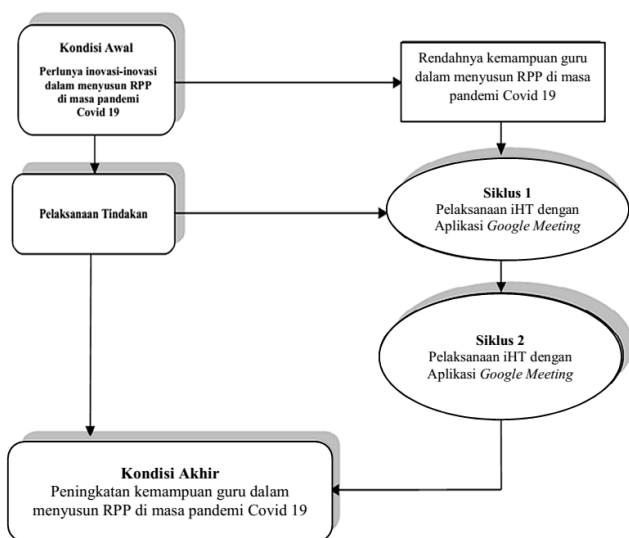 Kondisi Awal
Perlunya inovasi-inovasi
dalam menyusun RPP
di masa pandemi
Covid 19
Rendahnya kemampuan guru
dalam menyusun RPP di masa
pandemi Covid 19
Pelaksanaan Tindakan
Siklus 1
Pelaksanaan iHT dengan
Aplikasi Google Meeting
Siklus 2
Pelaksanaan iHT dengan
Aplikasi Google Meeting
Kondisi Akhir
Peningkatan kemampuan guru dalam
menyusun RPP di masa pandemi Covid 19